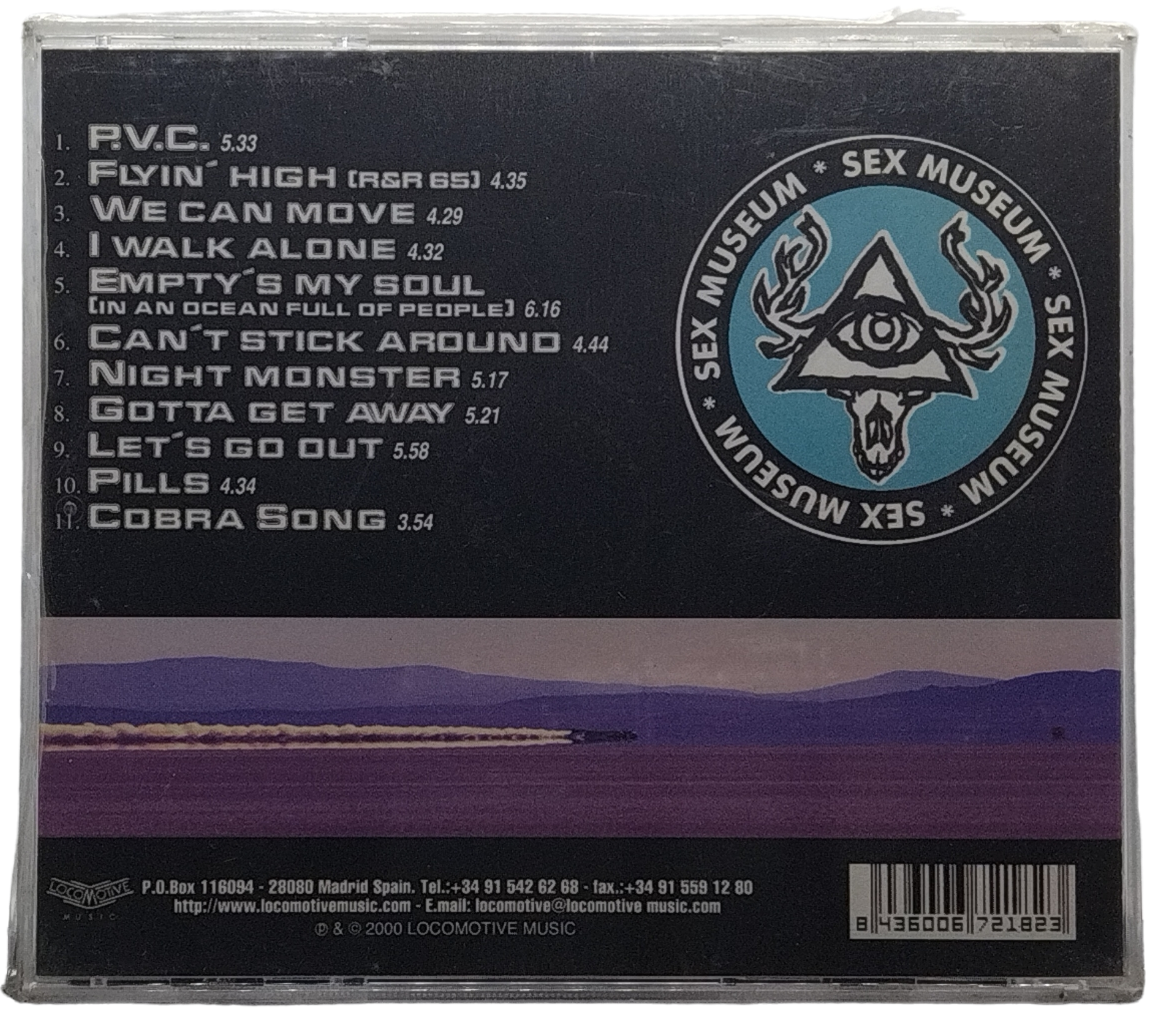 1. P.V.C. 5.33
2. Flyin´ High [R&R 65] 4.35
3. We can move 4.29
4. I walk alone 4.32
5. Empty´s my soul
[in an ocean full of people] 6.16
6. Can´t stick around 4.44
7. Night monster 5.17
8. Gotta get away 5.21
9. Let´s go out 5.58
10. Pills 4.34
11. Cobra Song 3.54
SEX MUSEUM * SEX MUSEUM * SEX MUSEUM * SEX MUSEUM * SEX MUSEUM *
LOCOMOTIVE
MUSIC
P.O.Box 116094 - 28080 Madrid Spain. Tel.:+34 91 542 62 68 - fax.:+34 91 559 12 80
http://www.locomotivemusic.com - E.mail: locomotive@locomotive music.com
℗ & © 2000 LOCOMOTIVE MUSIC
8 436006 721823